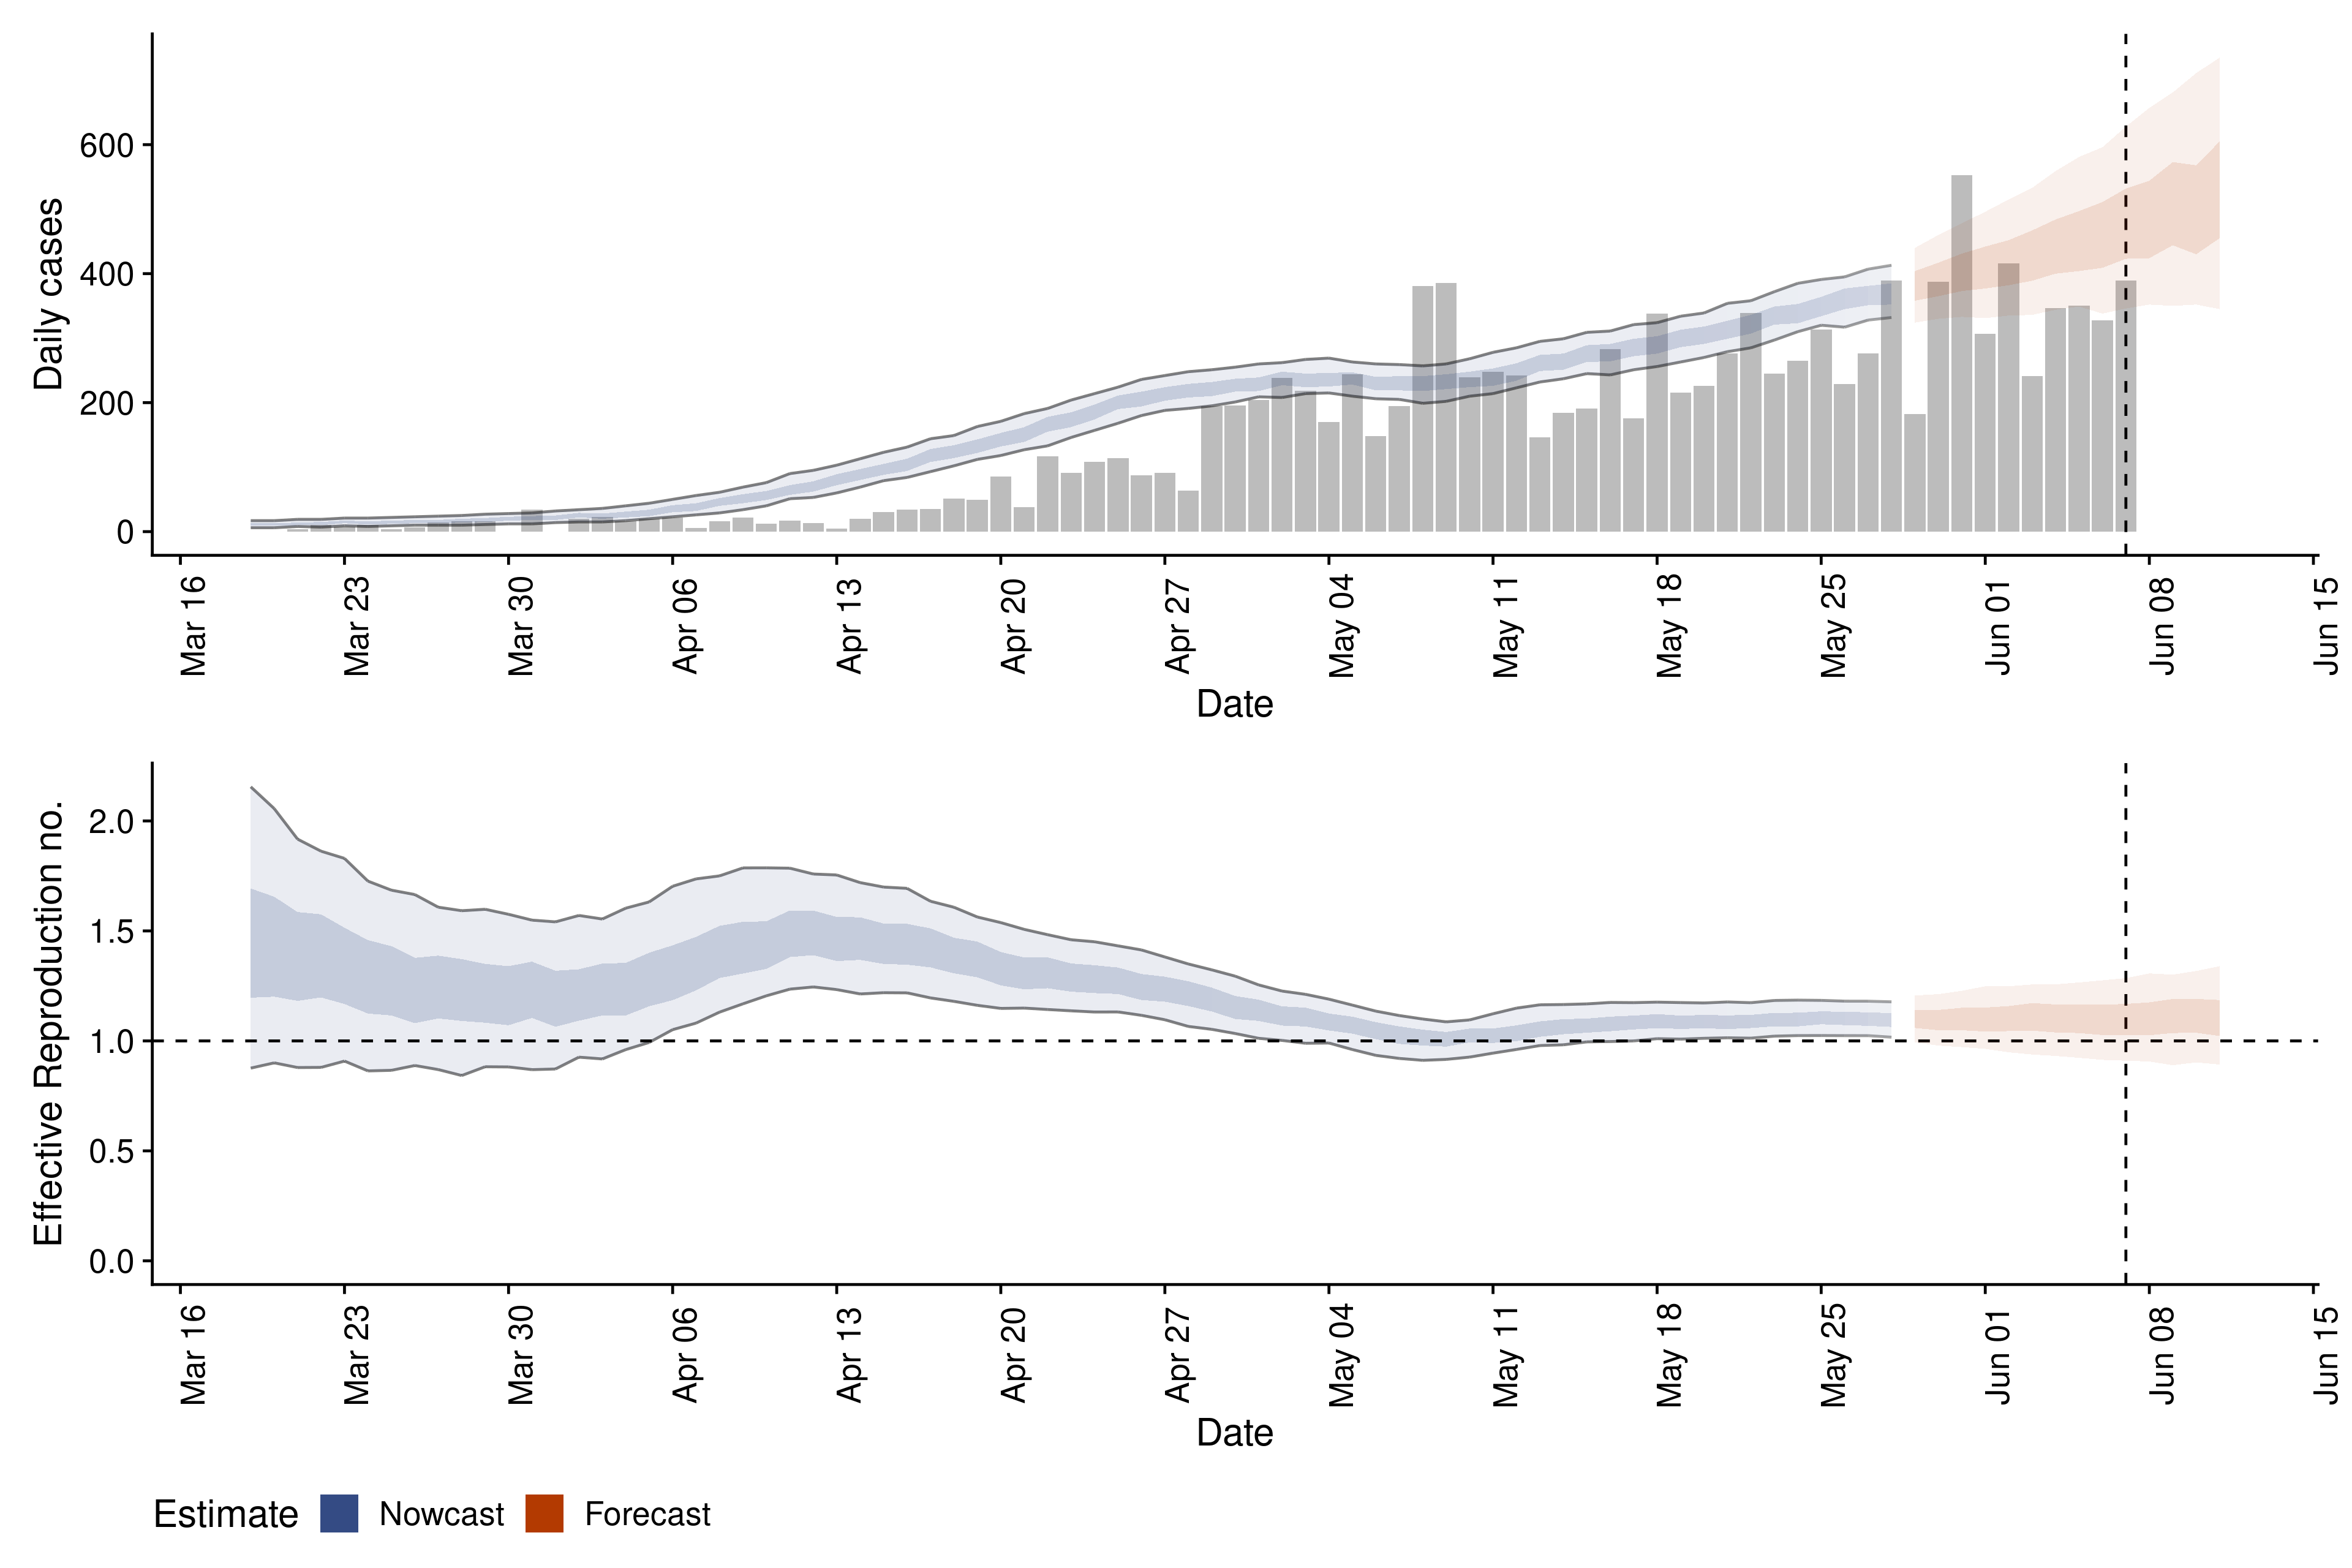 Daily cases
600
400
200
0
Mar 16
Mar 23
Mar 30
Apr 06
Apr 13
Apr 20
Apr 27
May 04
May 11
May 18
May 25
Jun 01
Jun 08
Jun 15
Date
Effective Reproduction no.
2.0
1.5
1.0
0.5
0.0
Mar 16
Mar 23
Mar 30
Apr 06
Apr 13
Apr 20
Apr 27
May 04
May 11
May 18
May 25
Jun 01
Jun 08
Jun 15
Date
Estimate Nowcast Forecast